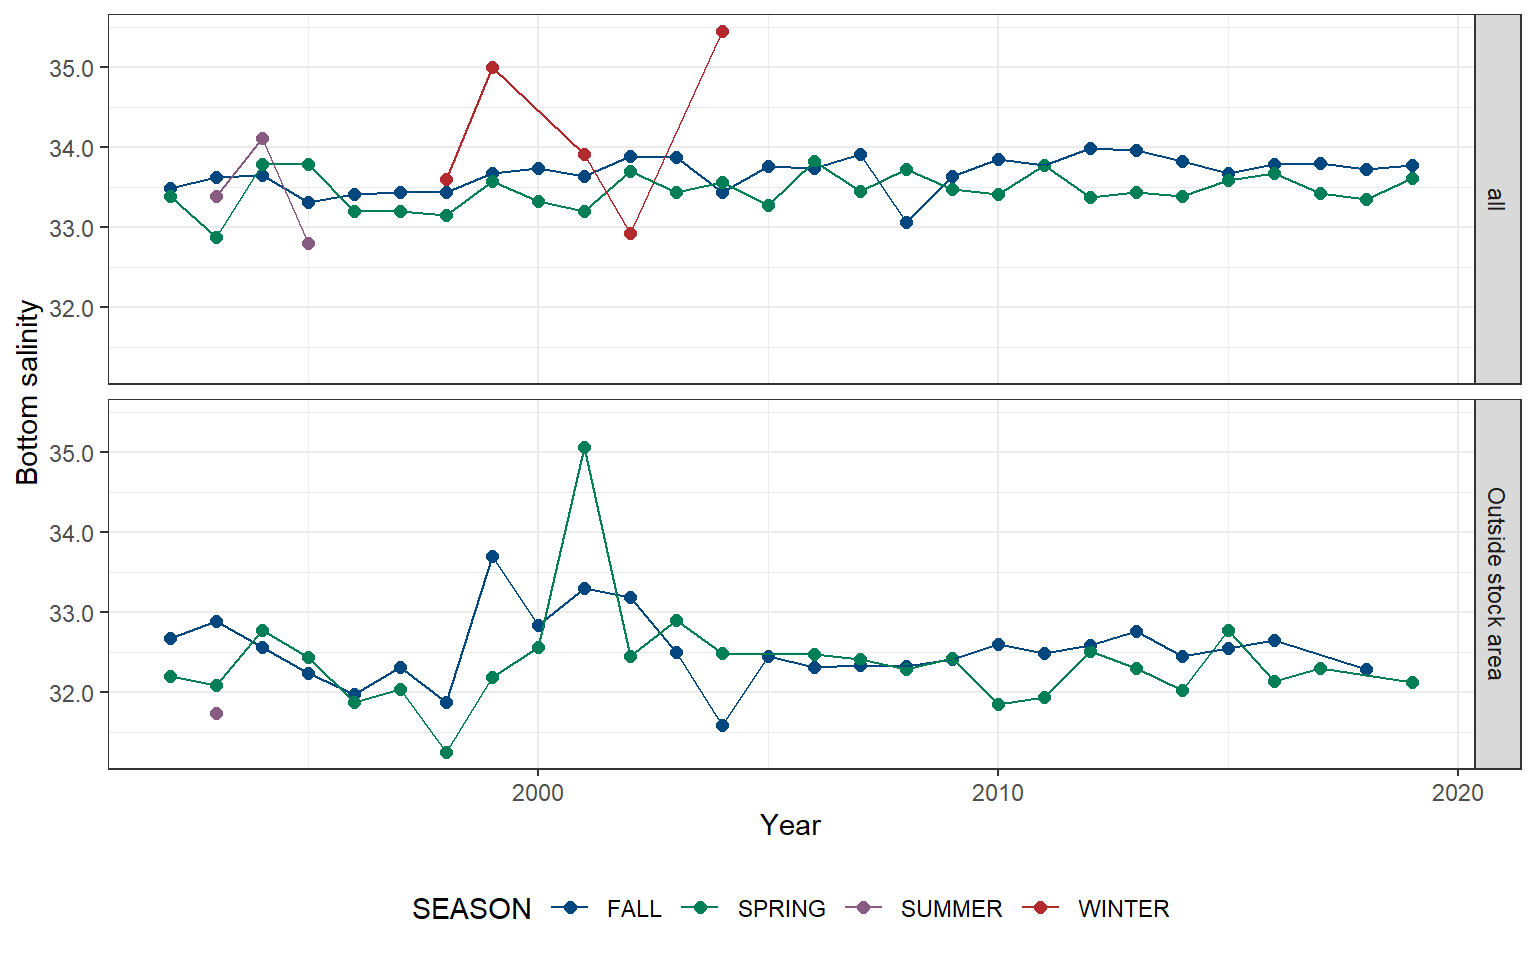 35.0
34.0
33.0
32.0
all
Bottom salinity
35.0
34.0
33.0
32.0
Outside stock area
2000 2010 2020
Year
SEASON FALL SPRING SUMMER WINTER